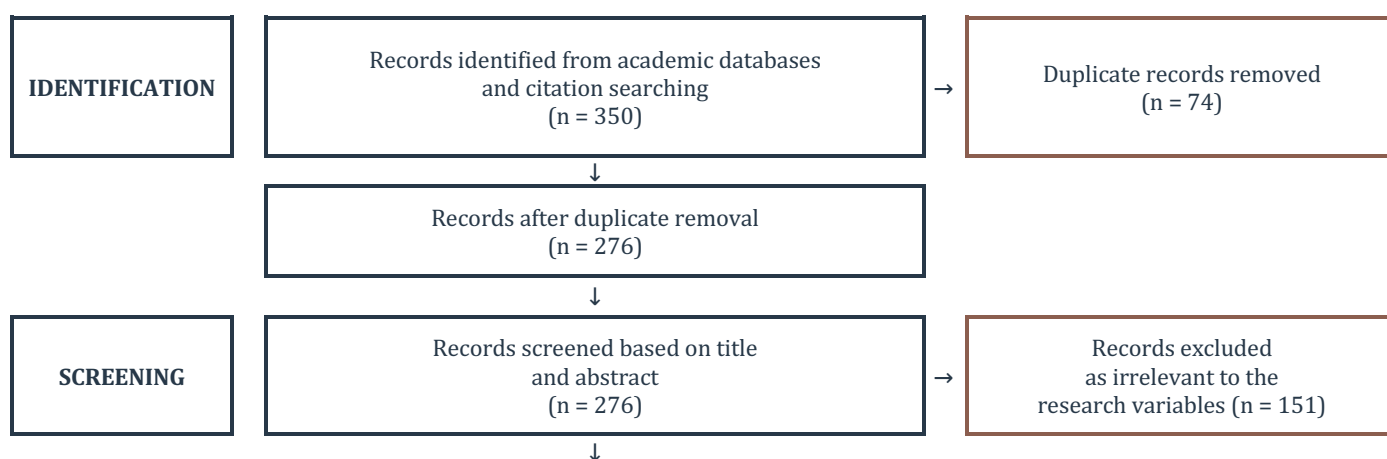 IDENTIFICATION
Records identified from academic databases
and citation searching
(n = 350)
→
Duplicate records removed
(n = 74)
↓
Records after duplicate removal
(n = 276)
↓
SCREENING
Records screened based on title
and abstract
(n = 276)
→
Records excluded
as irrelevant to the
research variables (n = 151)
↓